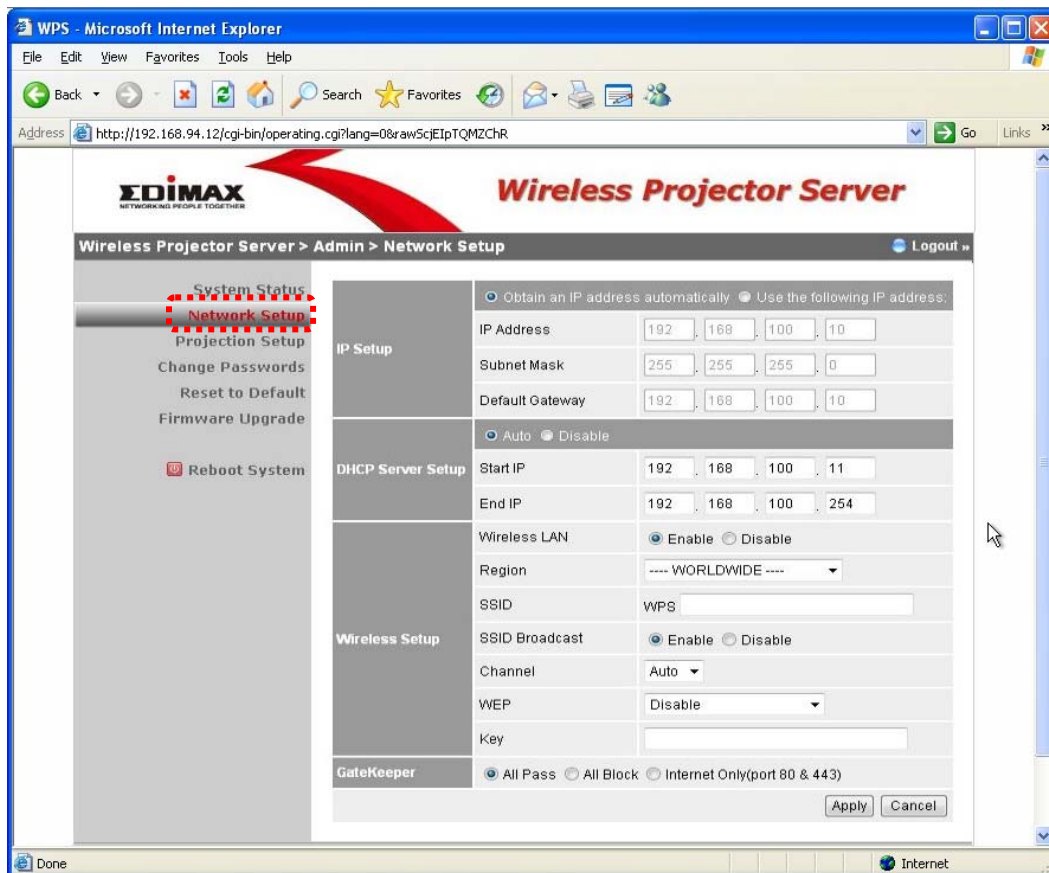 WPS - Microsoft Internet Explorer
File Edit View Favorites Tools Help
Back Search Favorites
Address http://192.168.94.12/cgi-bin/operating.cgi?lang=0&rawScjEIpTQMZChR Go Links »
EDIMAX
NETWORKING PEOPLE TOGETHER
Wireless Projector Server
Wireless Projector Server > Admin > Network Setup Logout »
System Status
Network Setup
Projection Setup
Change Passwords
Reset to Default
Firmware Upgrade
Reboot System
IP Setup
Obtain an IP address automatically Use the following IP address:
IP Address 192 . 168 . 100 . 10
Subnet Mask 255 . 255 . 255 . 0
Default Gateway 192 . 168 . 100 . 10
DHCP Server Setup
Auto Disable
Start IP 192 . 168 . 100 . 11
End IP 192 . 168 . 100 . 254
Wireless Setup
Wireless LAN Enable Disable
Region ---- WORLDWIDE ----
SSID WPS
SSID Broadcast Enable Disable
Channel Auto
WEP Disable
Key
GateKeeper All Pass All Block Internet Only(port 80 & 443)
Apply Cancel
Done Internet